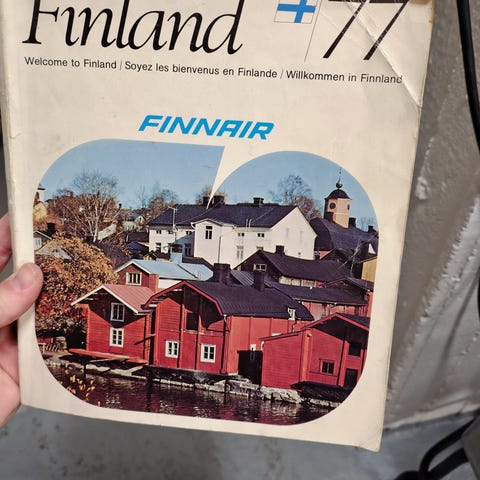 Finland '77
Welcome to Finland / Soyez les bienvenus en Finlande / Willkommen in Finnland
FINNAIR